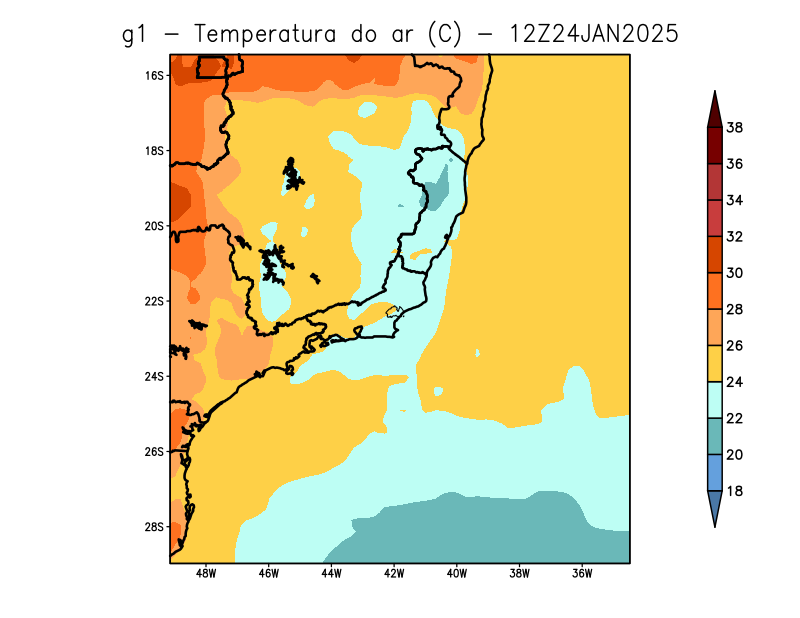 g1 – Temperatura do ar (C) – 12Z24JAN2025
16S
18S
20S
22S
24S
26S
28S
48W
46W
44W
42W
40W
38W
36W
38
36
34
32
30
28
26
24
22
20
18